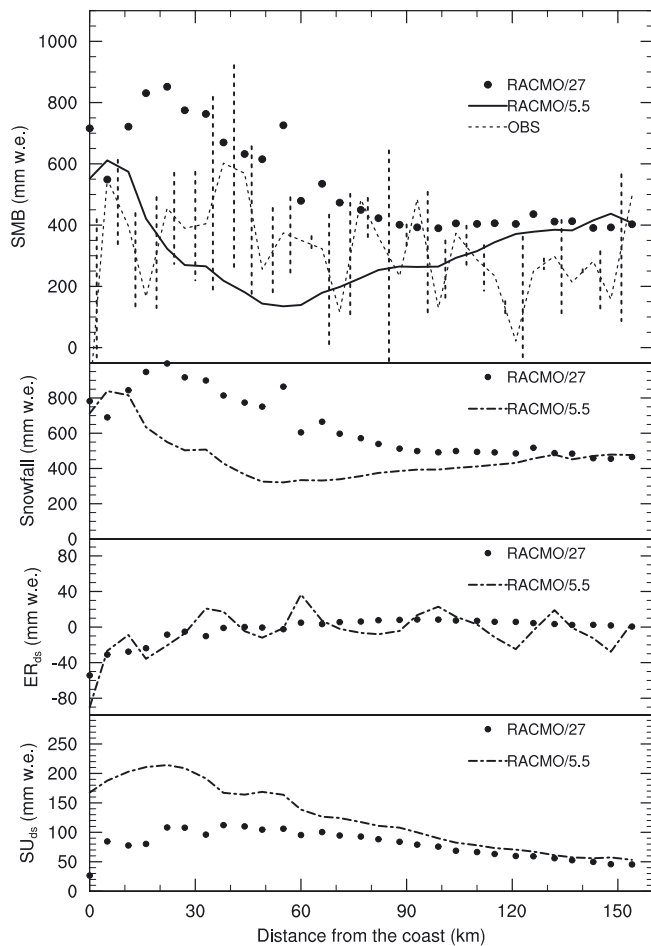 1000
800
600
400
200
0
SMB (mm w.e.)
RACMO/27
RACMO/5.5
OBS
800
600
400
200
0
Snowfall (mm w.e.)
RACMO/27
RACMO/5.5
80
40
0
-40
-80
ERds (mm w.e.)
RACMO/27
RACMO/5.5
250
200
150
100
50
0
SUds (mm w.e.)
RACMO/27
RACMO/5.5
0 30 60 90 120 150
Distance from the coast (km)